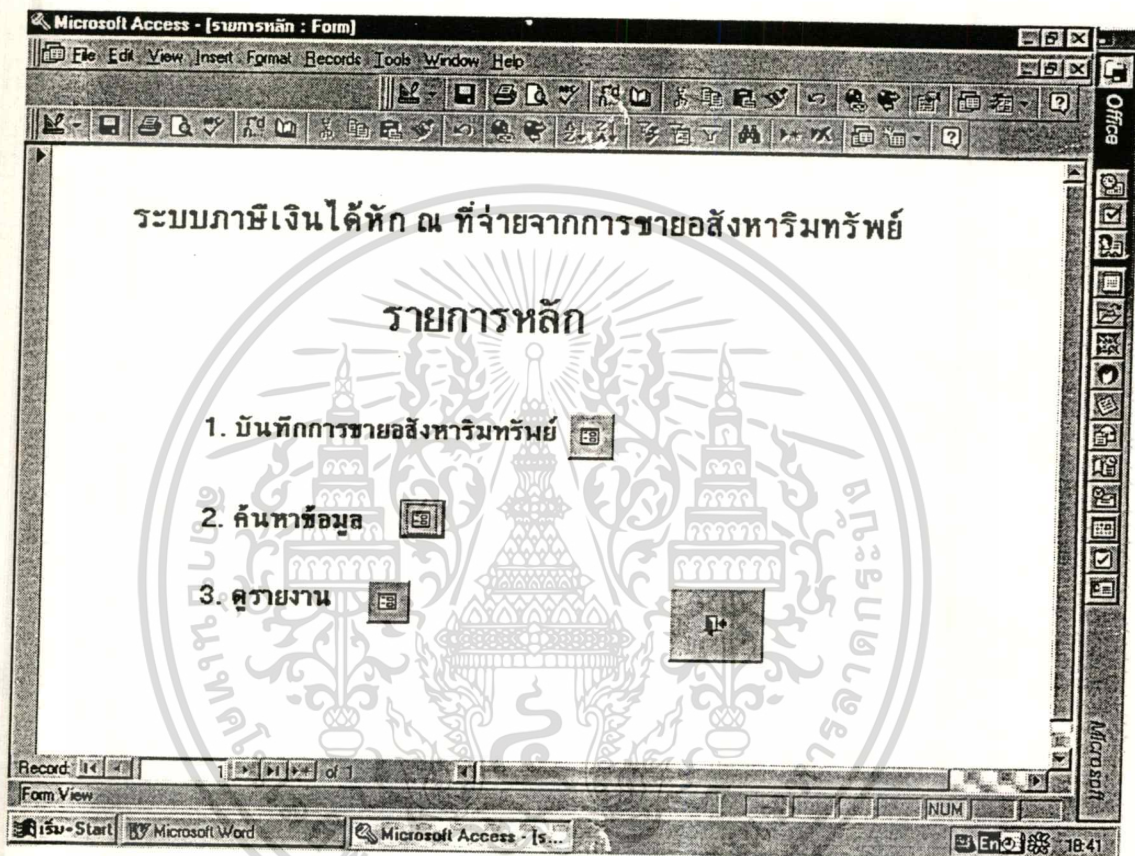 Microsoft Access - [รายการหลัก : Form]
File Edit View Insert Format Records Tools Window Help
Office
ระบบภาษีเงินได้หัก ณ ที่จ่ายจากการขายอสังหาริมทรัพย์
รายการหลัก
1. บันทึกการขายอสังหาริมทรัพย์
2. ค้นหาข้อมูล
3. ดูรายงาน
Microsoft
Record: 1 of 1
Form View NUM
เริ่ม-Start Microsoft Word Microsoft Access - [ร... En 18:41